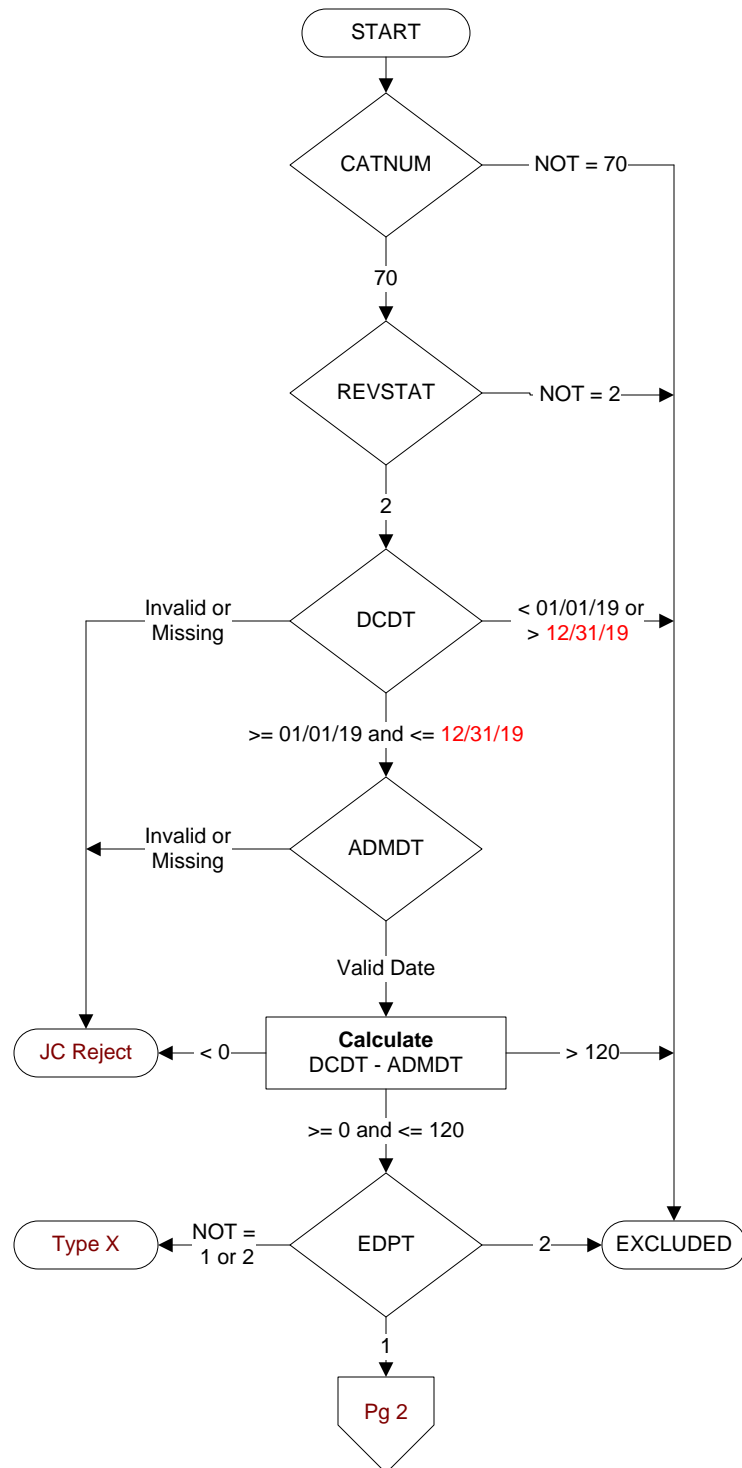 START
CATNUM
NOT = 70
70
REVSTAT
NOT = 2
2
Invalid or
Missing
DCDT
< 01/01/19 or
> 12/31/19
>= 01/01/19 and <= 12/31/19
Invalid or
Missing
ADMDT
Valid Date
JC Reject
< 0
Calculate
DCDT - ADMDT
> 120
>= 0 and <= 120
Type X
NOT =
1 or 2
EDPT
2
EXCLUDED
1
Pg 2